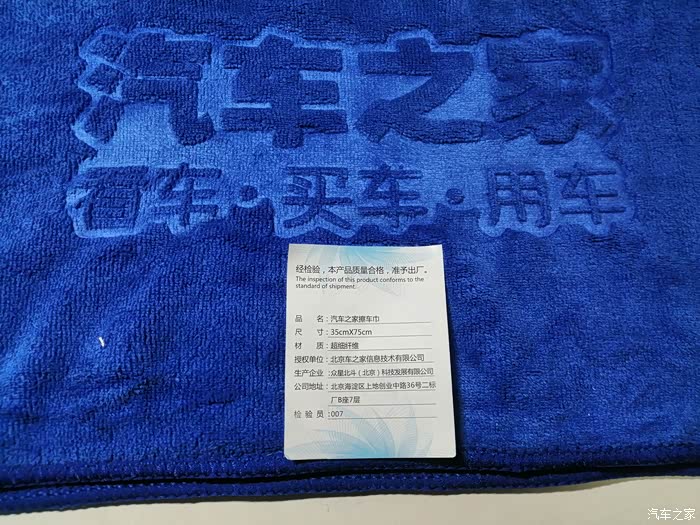 汽车之家
看车·买车·用车
经检验，本产品质量合格，准予出厂。
The inspection of this product conforms to the
standard of shipment.
品 名：汽车之家擦车巾
尺 寸：35cmX75cm
材 质：超细纤维
授权单位：北京车之家信息技术有限公司
生产企业：众星北斗（北京）科技发展有限公司
公司地址：北京海淀区上地创业中路36号二标
厂B座7层
检 验 员：007
汽车之家